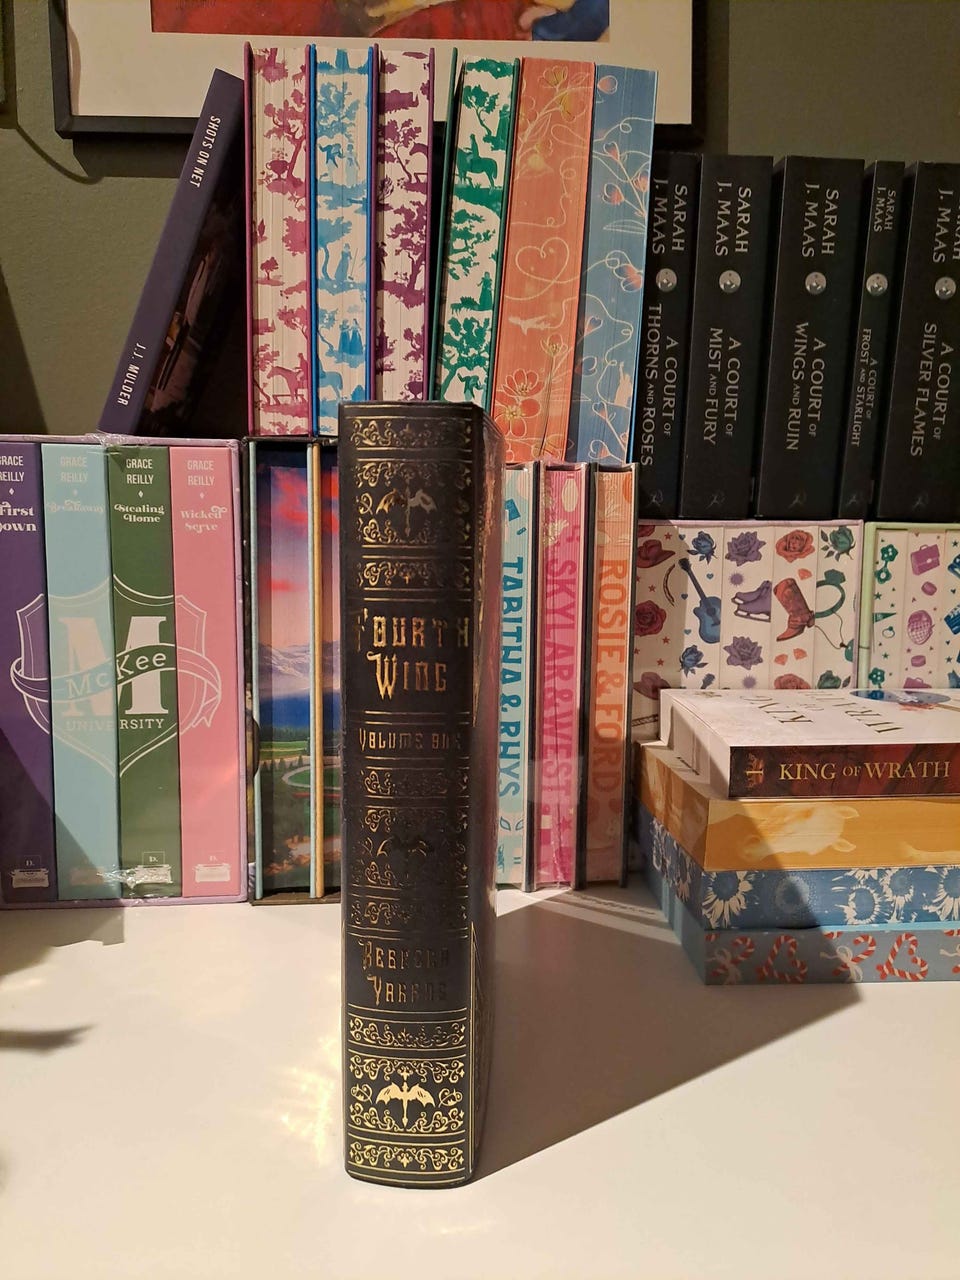 SHOTS ON NET
J.J. MULDER
SARAH
J. MAAS
A COURT OF
THORNS AND ROSES
SARAH
J. MAAS
A COURT OF
MIST AND FURY
SARAH
J. MAAS
A COURT OF
WINGS AND RUIN
SARAH
J. MAAS
A COURT OF
FROST AND STARLIGHT
SARAH
J. MAAS
A COURT OF
SILVER FLAMES
GRACE
REILLY
First
Down
GRACE
REILLY
Breakaway
GRACE
REILLY
Stealing
Home
GRACE
REILLY
Wicked
Serve
M
McKee
UNIVERSITY
D.
D.
D.
FOURTH
WING
VOLUME ONE
REBECCA
YARROS
TABITHA & RHYS
SKYLAR & WEST
ROSIE & FORD
KING
OF
WRATH
KING OF WRATH